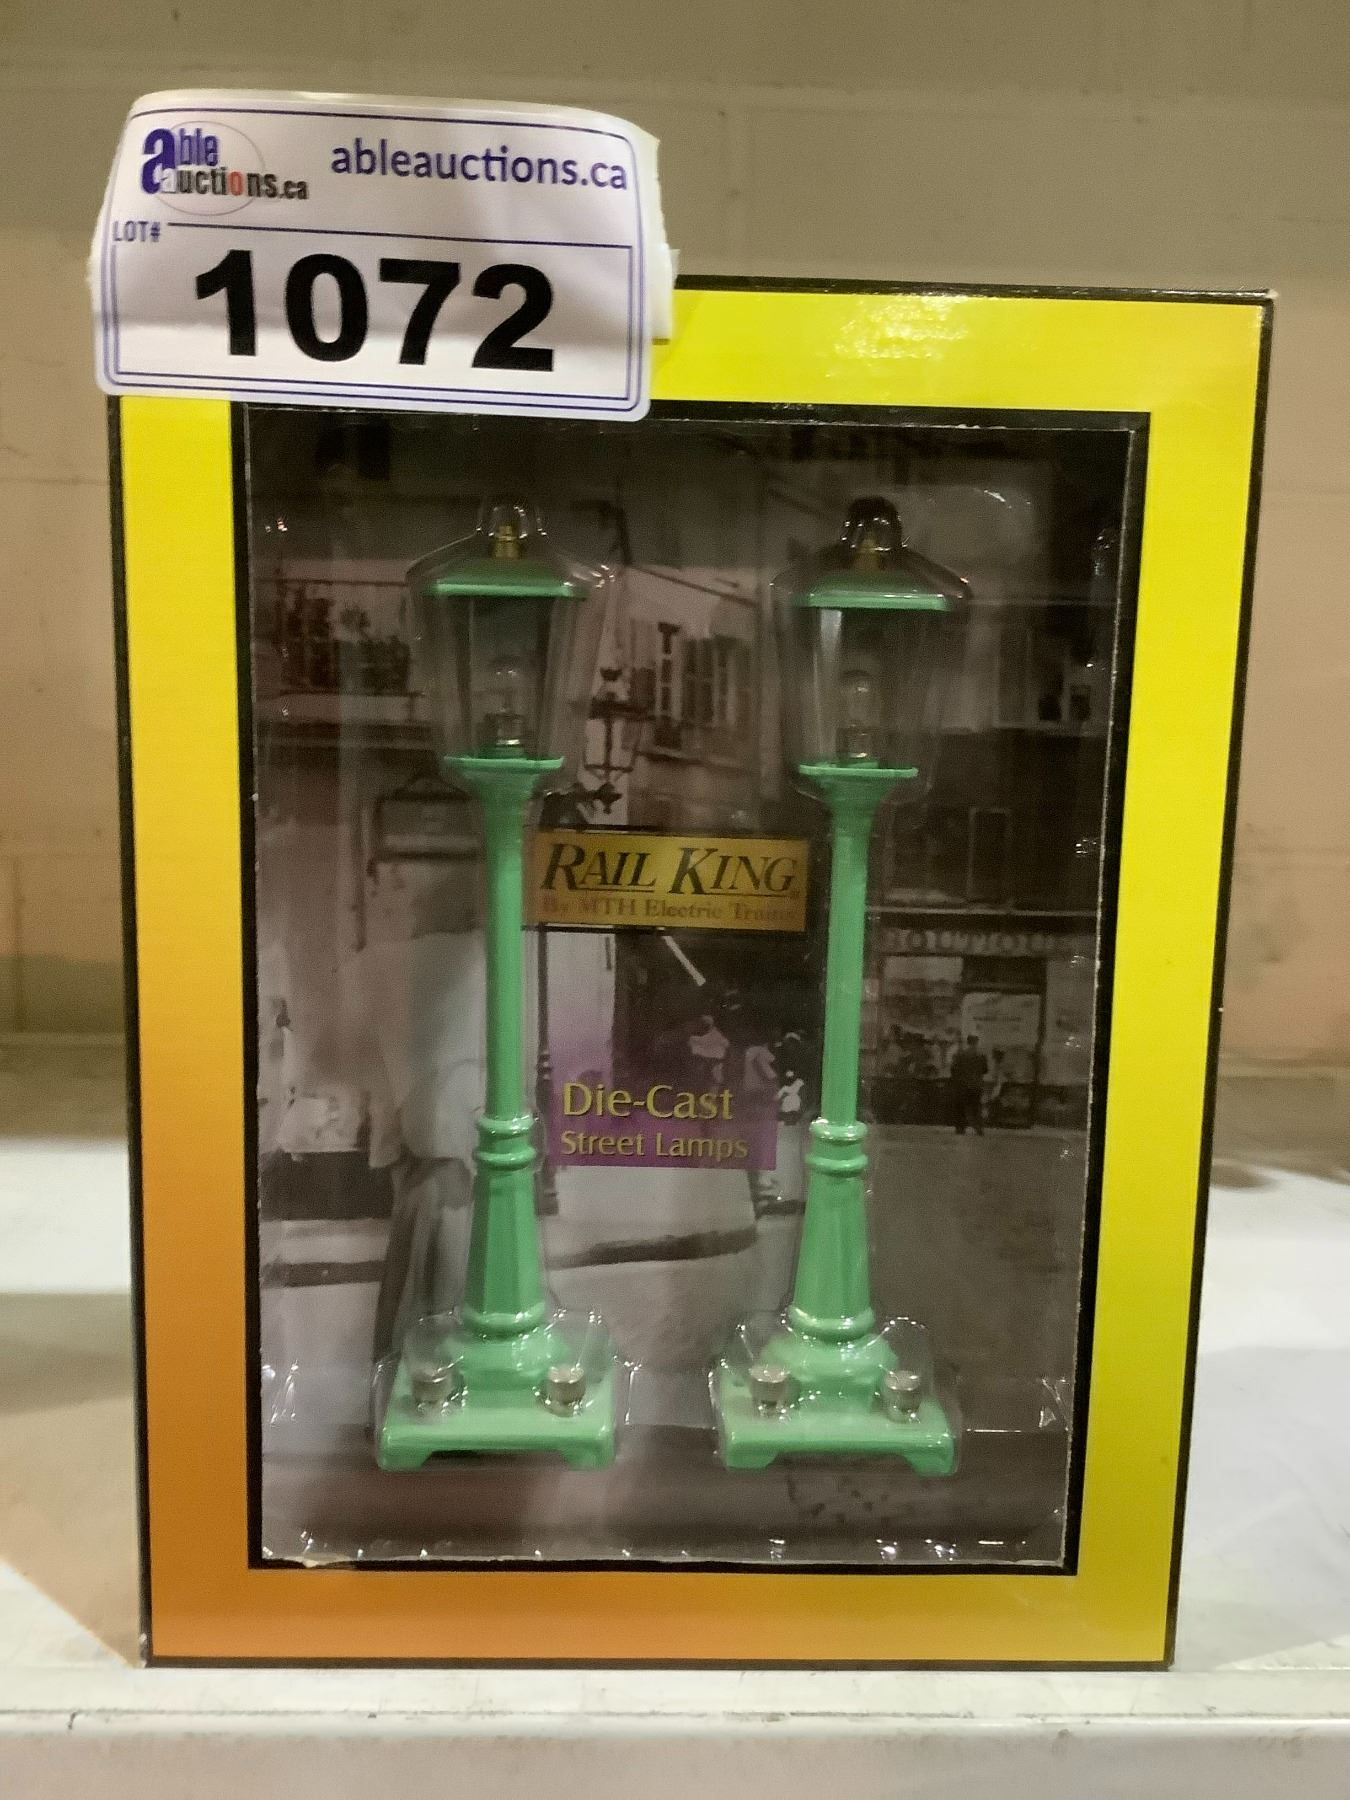 able
auctions.ca
ableauctions.ca
LOT#
1072
RAIL KING
By MTH Electric Trains
Die-Cast
Street Lamps